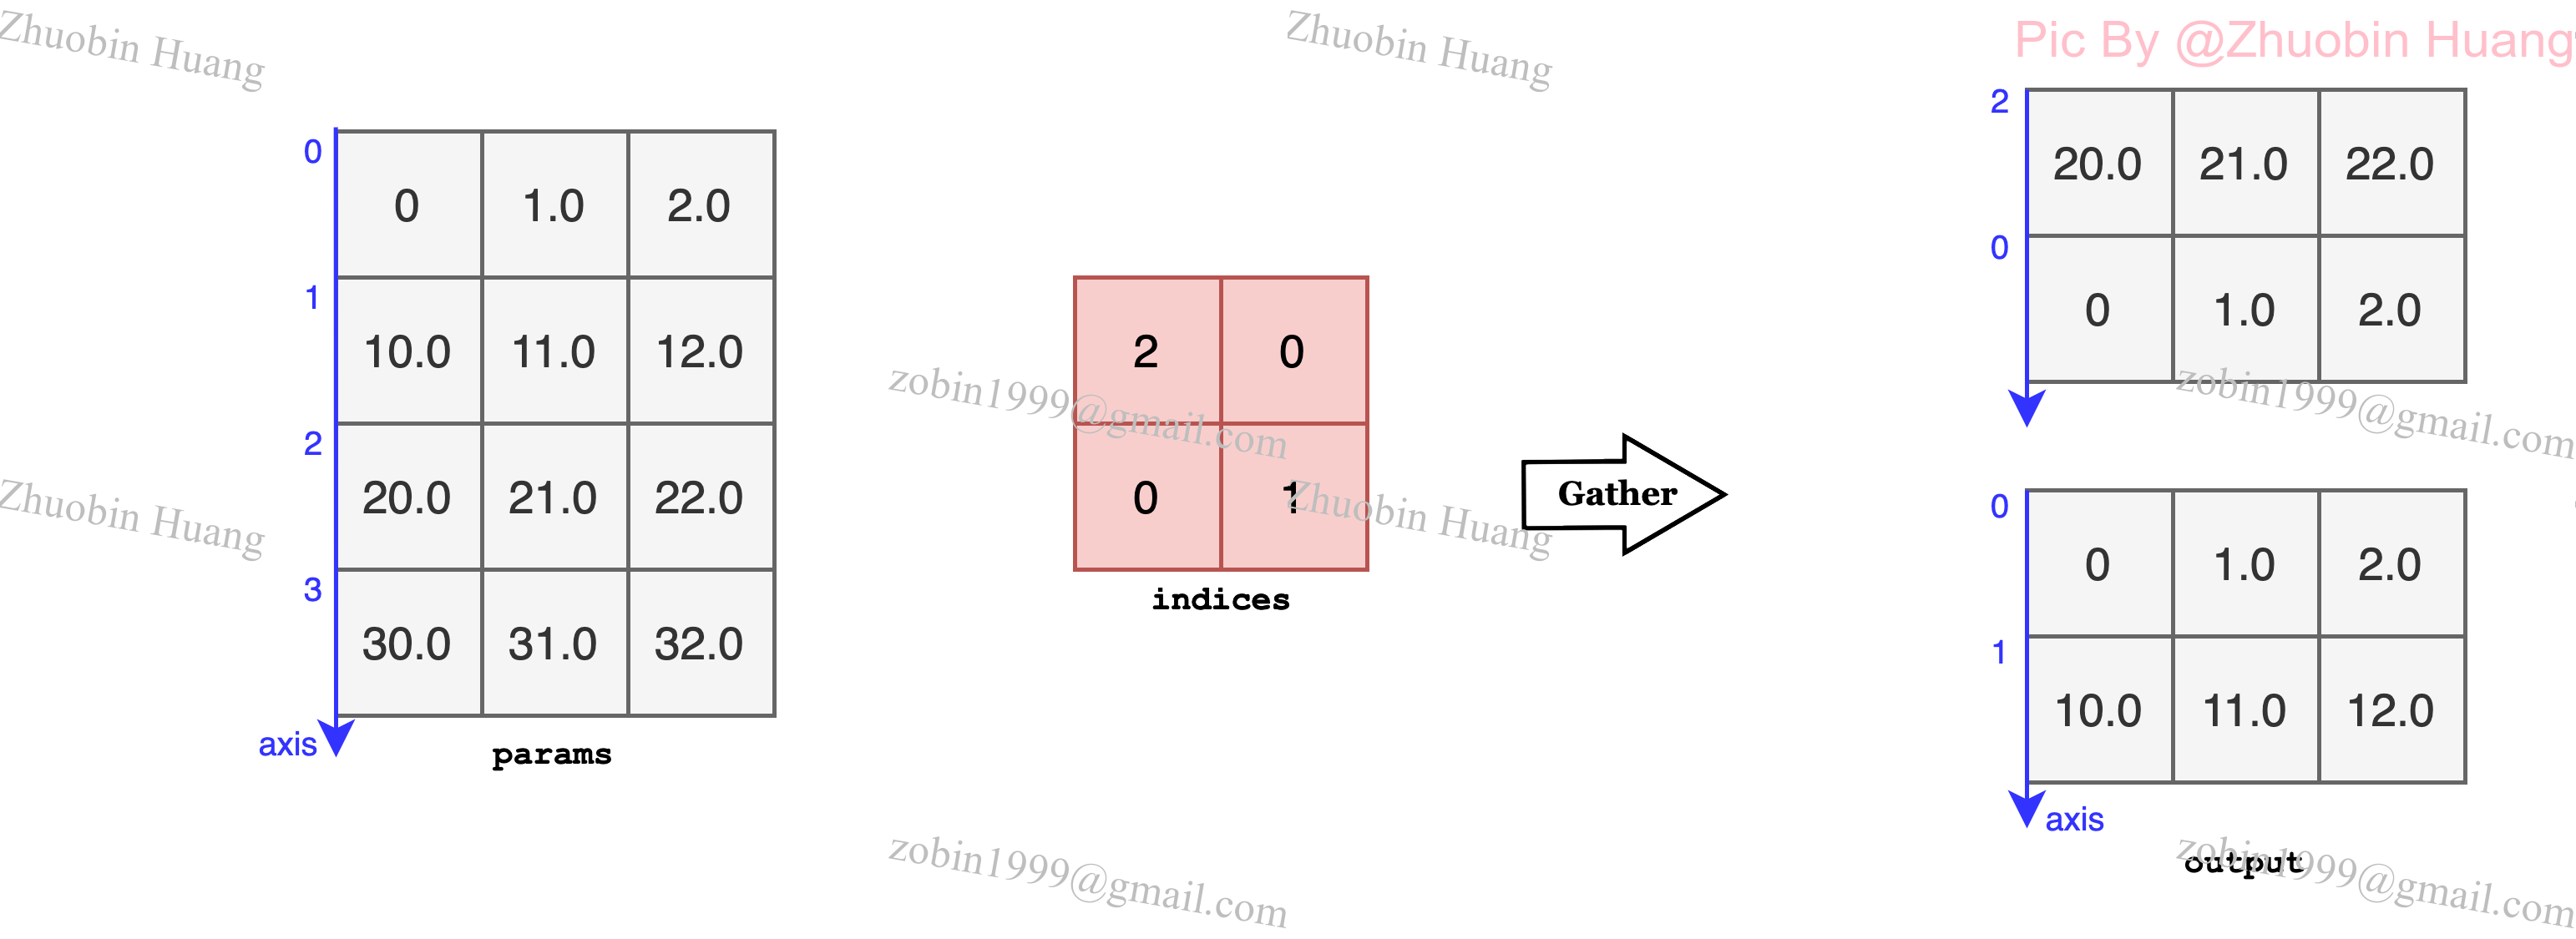 Zhuobin Huang
Zhuobin Huang
Pic By @Zhuobin Huang
0
1
2
3
axis
0 1.0 2.0
10.0 11.0 12.0
20.0 21.0 22.0
30.0 31.0 32.0
params
2 0
0 1
indices
Gather
2
0
20.0 21.0 22.0
0 1.0 2.0
0
1
axis
0 1.0 2.0
10.0 11.0 12.0
output
zobin1999@gmail.com
zobin1999@gmail.com
Zhuobin Huang
Zhuobin Huang
zobin1999@gmail.com
zobin1999@gmail.com